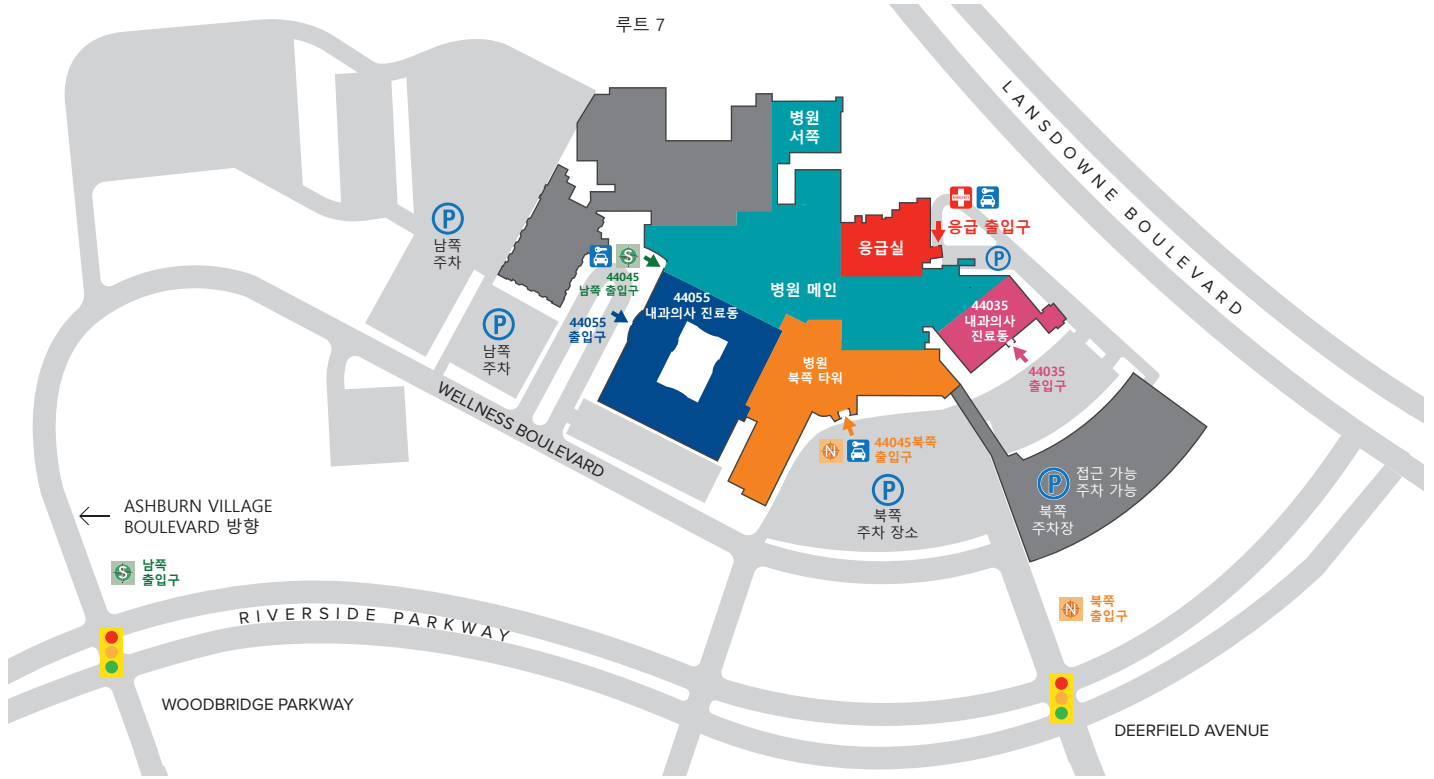 루트 7
LANSDOWNE BOULEVARD
병원
서쪽
응급 출입구
응급실
P
P
남쪽
주차
S
44045
남쪽 출입구
병원 메인
44055
내과의사 진료동
44055
출입구
44035
내과의사
진료동
P
남쪽
주차
병원
북쪽 타워
44035
출입구
WELLNESS BOULEVARD
N
44045북쪽
출입구
P
북쪽
주차 장소
P
접근 가능
주차 가능
북쪽
주차장
ASHBURN VILLAGE
BOULEVARD 방향
S
남쪽
출입구
N
북쪽
출입구
RIVERSIDE PARKWAY
WOODBRIDGE PARKWAY
DEERFIELD AVENUE